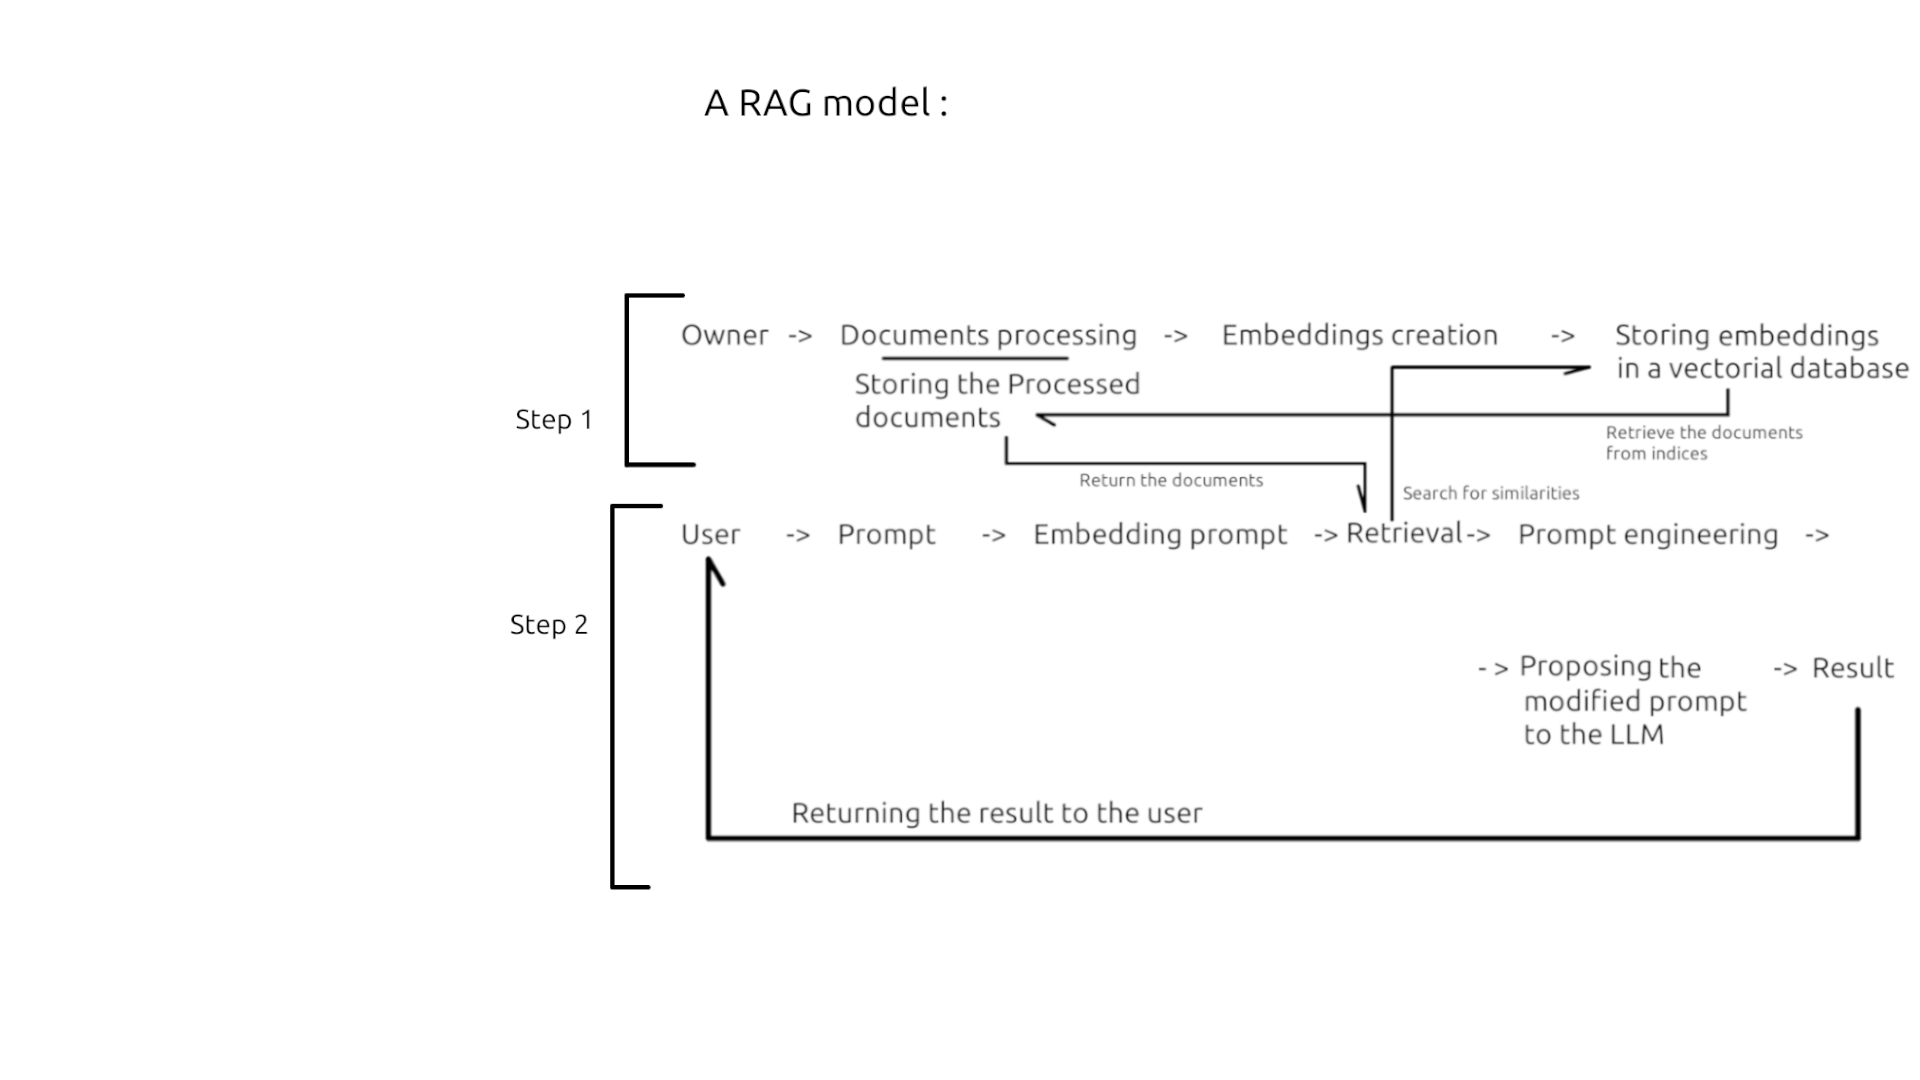 A RAG model :
Owner -> Documents processing -> Embeddings creation -> Storing embeddings
in a vectorial database
Storing the Processed
documents
Step 1
Retrieve the documents
from indices
Return the documents
Search for similarities
User -> Prompt -> Embedding prompt -> Retrieval -> Prompt engineering ->
Step 2
- > Proposing the -> Result
modified prompt
to the LLM
Returning the result to the user